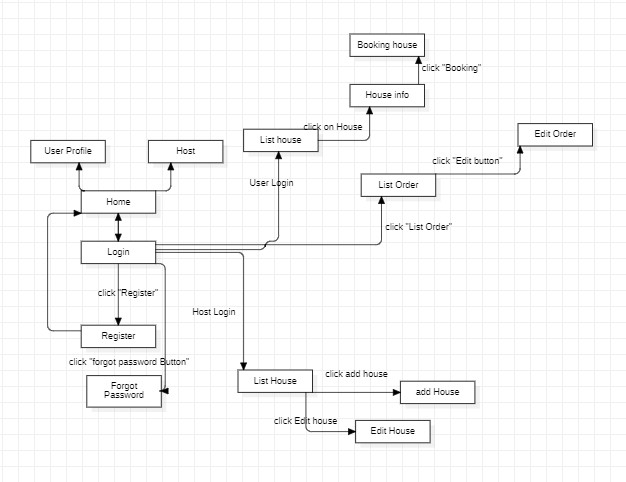 Booking house
click "Booking"
House info
click on House
Edit Order
List house
click "Edit button"
User Profile
Host
List Order
User Login
Home
click "List Order"
Login
click "Register"
Host Login
Register
click "forgot password Button"
click add house
List House
Forgot
Password
add House
click Edit house
Edit House